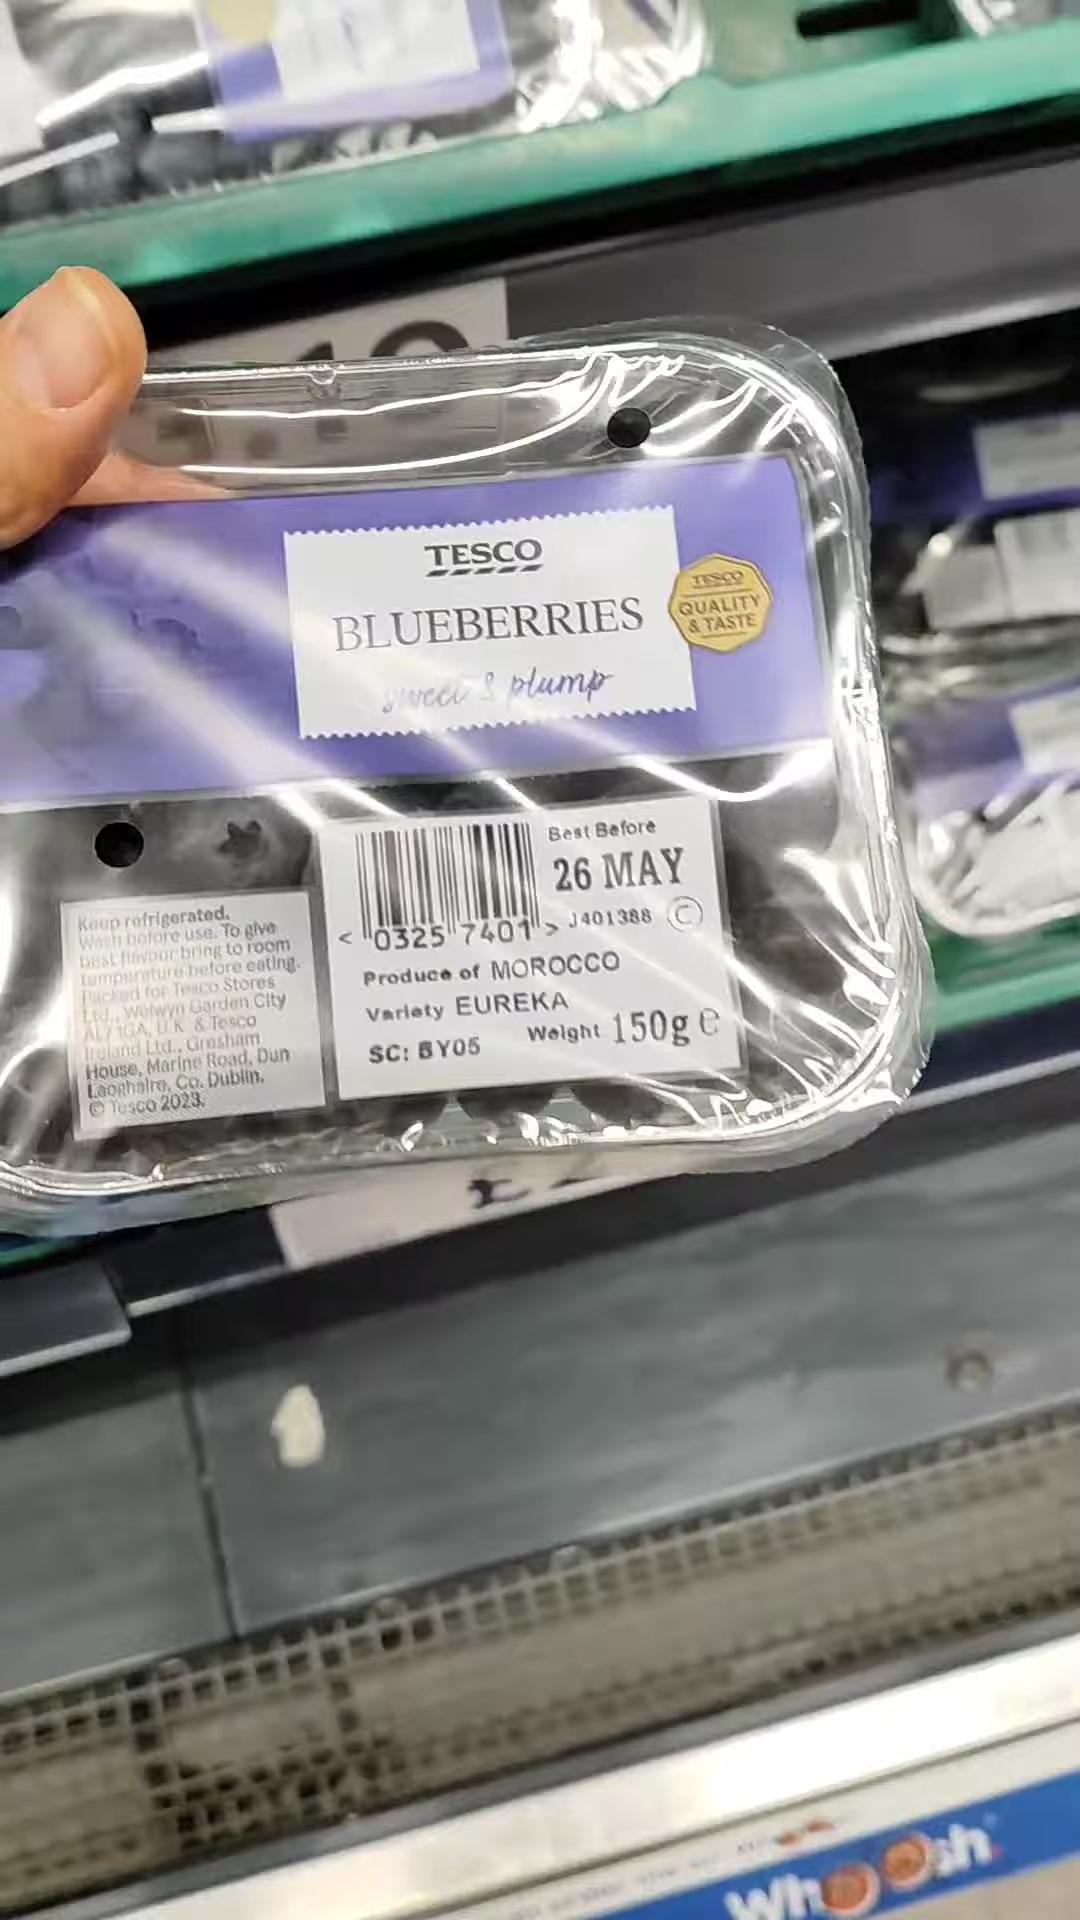 TESCO
BLUEBERRIES
sweet & plump
TESCO
QUALITY
& TASTE
Best Before
26 MAY
< 0325 7401 > J401388 C
Produce of MOROCCO
Variety EUREKA
SC: BY05 Weight 150g e
Keep refrigerated.
Wash before use. To give
best flavour bring to room
temperature before eating.
Packed for Tesco Stores
Ltd., Welwyn Garden City
AL7 1GA, U.K. & Tesco
Ireland Ltd., Gresham
House, Marine Road, Dun
Laoghaire, Co. Dublin.
© Tesco 2023.
Whoosh